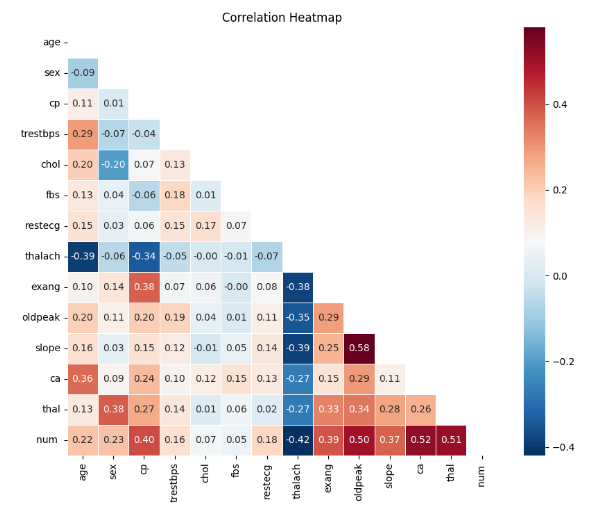 Correlation Heatmap
age
sex -0.09
cp 0.11 0.01
trestbps 0.29 -0.07 -0.04
chol 0.20 -0.20 0.07 0.13
fbs 0.13 0.04 -0.06 0.18 0.01
restecg 0.15 0.03 0.06 0.15 0.17 0.07
thalach -0.39 -0.06 -0.34 -0.05 -0.00 -0.01 -0.07
exang 0.10 0.14 0.38 0.07 0.06 -0.00 0.08 -0.38
oldpeak 0.20 0.11 0.20 0.19 0.04 0.01 0.11 -0.35 0.29
slope 0.16 0.03 0.15 0.12 -0.01 0.05 0.14 -0.39 0.25 0.58
ca 0.36 0.09 0.24 0.10 0.12 0.15 0.13 -0.27 0.15 0.29 0.11
thal 0.13 0.38 0.27 0.14 0.01 0.06 0.02 -0.27 0.33 0.34 0.28 0.26
num 0.22 0.23 0.40 0.16 0.07 0.05 0.18 -0.42 0.39 0.50 0.37 0.52 0.51
age sex cp trestbps chol fbs restecg thalach exang oldpeak slope ca thal num
0.4
0.2
0.0
−0.2
−0.4